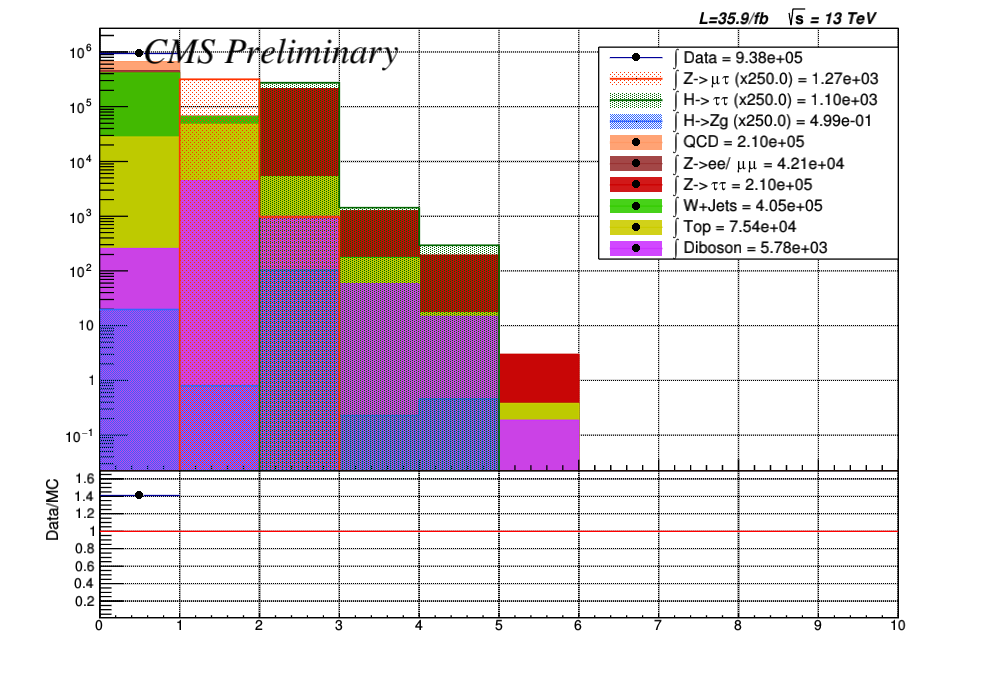 L=35.9/fb √s = 13 TeV
CMS Preliminary
10⁶
10⁵
10⁴
10³
10²
10
1
10⁻¹
∫ Data = 9.38e+05
∫ Z->μτ (x250.0) = 1.27e+03
∫ H->ττ (x250.0) = 1.10e+03
∫ H->Zg (x250.0) = 4.99e-01
∫ QCD = 2.10e+05
∫ Z->ee/ μμ = 4.21e+04
∫ Z->ττ = 2.10e+05
∫ W+Jets = 4.05e+05
∫ Top = 7.54e+04
∫ Diboson = 5.78e+03
Data/MC
1.6
1.4
1.2
1
0.8
0.6
0.4
0.2
0 1 2 3 4 5 6 7 8 9 10